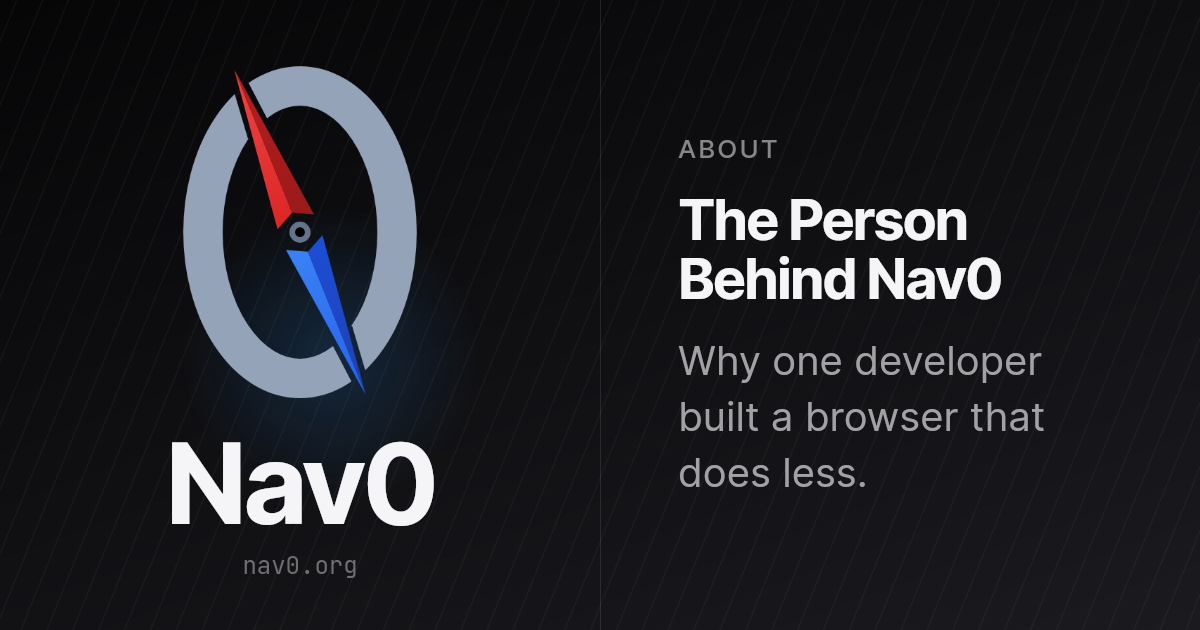 Nav0
nav0.org
ABOUT
The Person
Behind Nav0
Why one developer
built a browser that
does less.